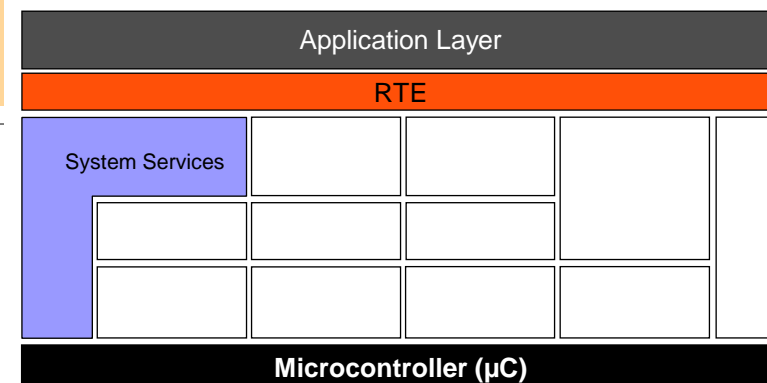 Application Layer
RTE
System Services
Microcontroller (µC)